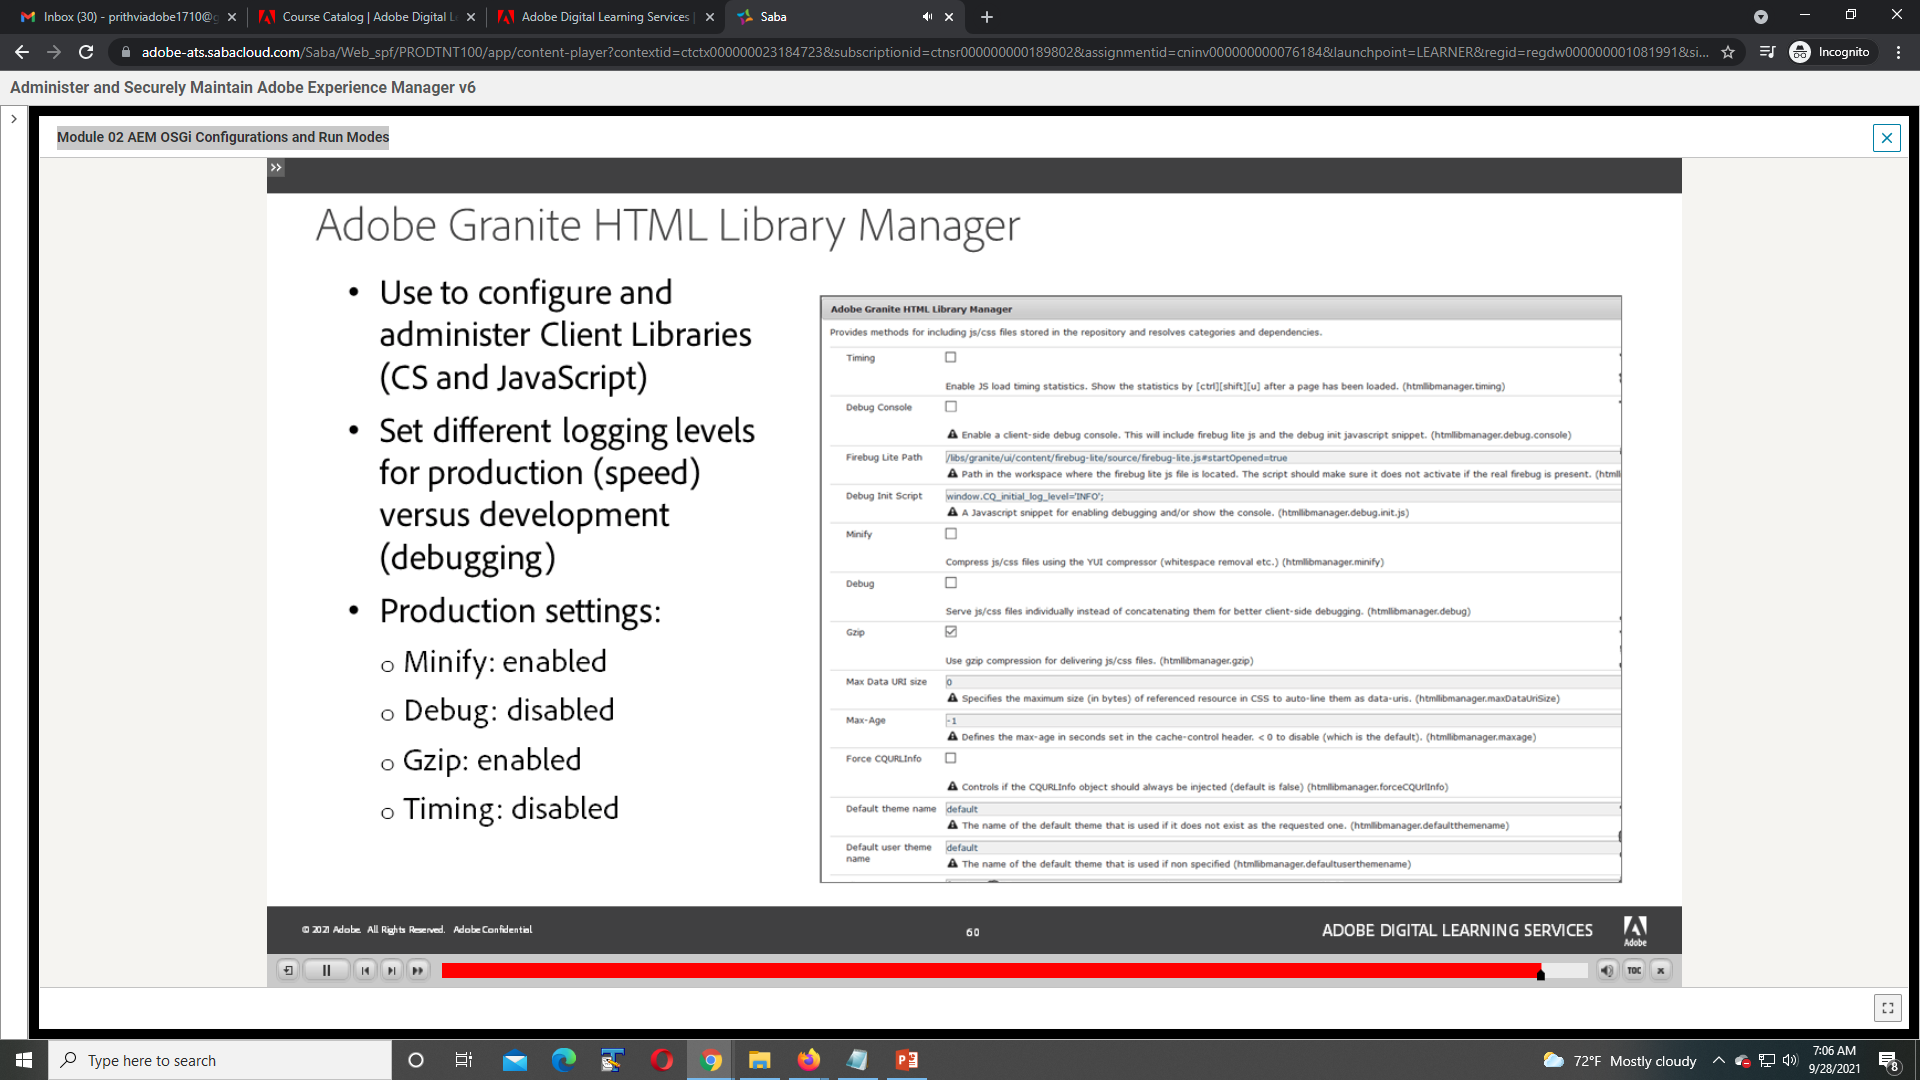 Inbox (30) - prithviadobe1710@g
Course Catalog | Adobe Digital L
Adobe Digital Learning Services |
Saba
adobe-ats.sabacloud.com/Saba/Web_spf/PRODTNT100/app/content-player?contextid=ctctx000000023184723&subscriptionid=ctnsr000000000189802&assignmentid=cninv000000000076184&launchpoint=LEARNER&regid=regdw000000001081991&si...
Incognito
Administer and Securely Maintain Adobe Experience Manager v6
Module 02 AEM OSGi Configurations and Run Modes
Adobe Granite HTML Library Manager
• Use to configure and
administer Client Libraries
(CS and JavaScript)
• Set different logging levels
for production (speed)
versus development
(debugging)
• Production settings:
o Minify: enabled
o Debug: disabled
o Gzip: enabled
o Timing: disabled
Adobe Granite HTML Library Manager
Provides methods for including js/css files stored in the repository and resolves categories and dependencies.
Timing
Enable JS load timing statistics. Show the statistics by [ctrl][shift][u] after a page has been loaded. (htmllibmanager.timing)
Debug Console
Enable a client-side debug console. This will include firebug lite js and the debug init javascript snippet. (htmllibmanager.debug.console)
Firebug Lite Path
/libs/granite/ui/content/firebug-lite/source/firebug-lite.js#startOpened=true
Path in the workspace where the firebug lite js file is located. The script should make sure it does not activate if the real firebug is present. (htmlli
Debug Init Script
window.CQ_initial_log_level='INFO';
A Javascript snippet for enabling debugging and/or show the console. (htmllibmanager.debug.init.js)
Minify
Compress js/css files using the YUI compressor (whitespace removal etc.) (htmllibmanager.minify)
Debug
Serve js/css files individually instead of concatenating them for better client-side debugging. (htmllibmanager.debug)
Gzip
Use gzip compression for delivering js/css files. (htmllibmanager.gzip)
Max Data URI size
0
Specifies the maximum size (in bytes) of referenced resource in CSS to auto-line them as data-uris. (htmllibmanager.maxDataUriSize)
Max-Age
-1
Defines the max-age in seconds set in the cache-control header. < 0 to disable (which is the default). (htmllibmanager.maxage)
Force CQURLInfo
Controls if the CQURLInfo object should always be injected (default is false) (htmllibmanager.forceCQUrlInfo)
Default theme name
default
The name of the default theme that is used if it does not exist as the requested one. (htmllibmanager.defaultthemename)
Default user theme
name
default
The name of the default theme that is used if non specified (htmllibmanager.defaultuserthemename)
© 2021 Adobe. All Rights Reserved. Adobe Confidential
60
ADOBE DIGITAL LEARNING SERVICES
Adobe
TOC
Type here to search
72°F Mostly cloudy
7:06 AM
9/28/2021
8